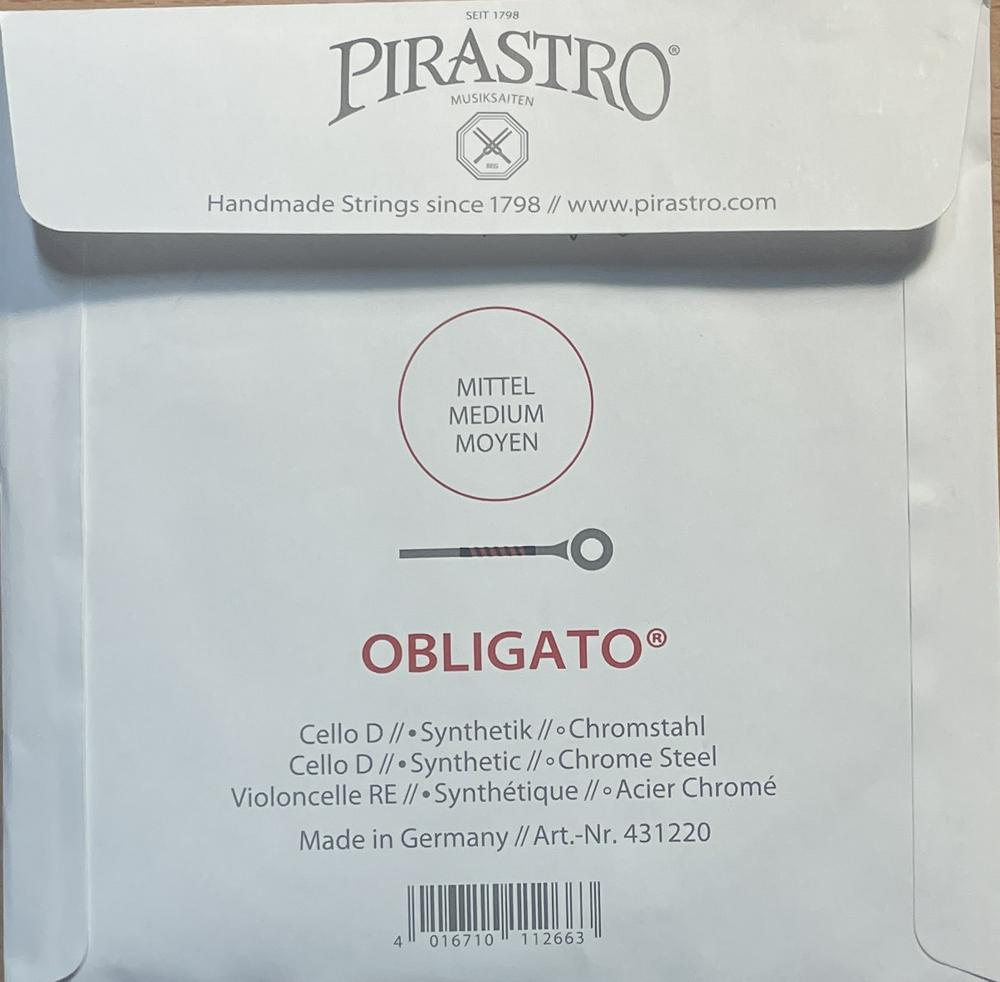 SEIT 1798
PIRASTRO®
MUSIKSAITEN
Handmade Strings since 1798 // www.pirastro.com
MITTEL
MEDIUM
MOYEN
OBLIGATO®
Cello D // • Synthetik // ◦ Chromstahl
Cello D // • Synthetic // ◦ Chrome Steel
Violoncelle RE // • Synthétique // ◦ Acier Chromé
Made in Germany // Art.-Nr. 431220
4 016710 112663